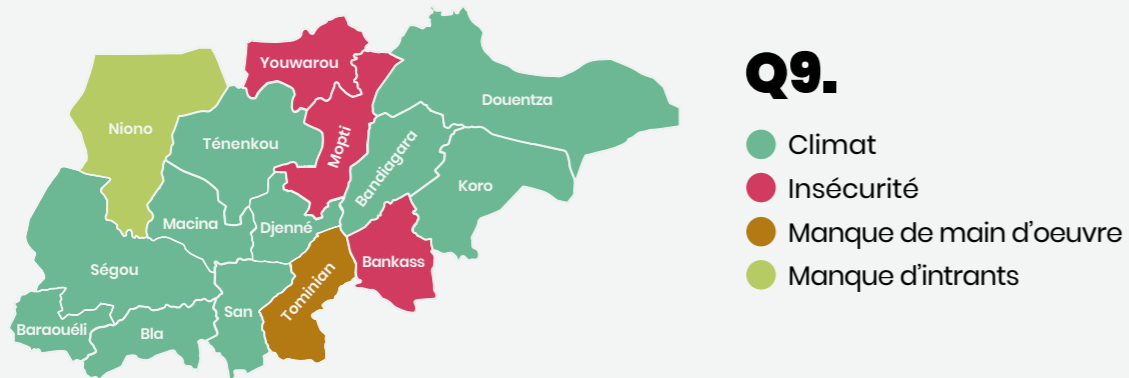 Youwarou
Douentza
Niono
Ténenkou
Mopti
Bandiagara
Koro
Macina
Djenné
Ségou
Bankass
Tominian
San
Baraouéli
Bla
Q9.
Climat
Insécurité
Manque de main d'oeuvre
Manque d'intrants